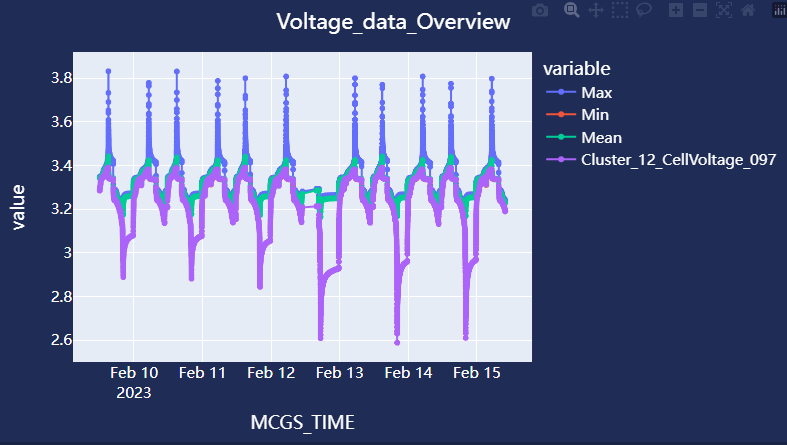 Voltage_data_Overview
variable
Max
Min
Mean
Cluster_12_CellVoltage_097
value
3.8
3.6
3.4
3.2
3
2.8
2.6
Feb 10
2023
Feb 11
Feb 12
Feb 13
Feb 14
Feb 15
MCGS_TIME